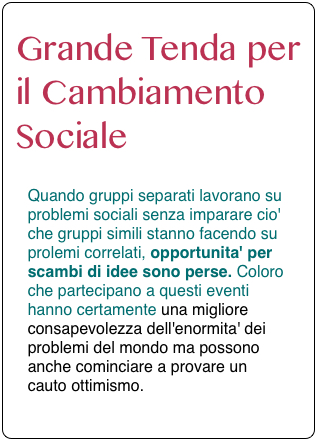 Grande Tenda per
il Cambiamento
Sociale
Quando gruppi separati lavorano su
problemi sociali senza imparare cio'
che gruppi simili stanno facendo su
prolemi correlati, opportunita' per
scambi di idee sono perse. Coloro
che partecipano a questi eventi
hanno certamente una migliore
consapevolezza dell'enormita' dei
problemi del mondo ma possono
anche cominciare a provare un
cauto ottimismo.